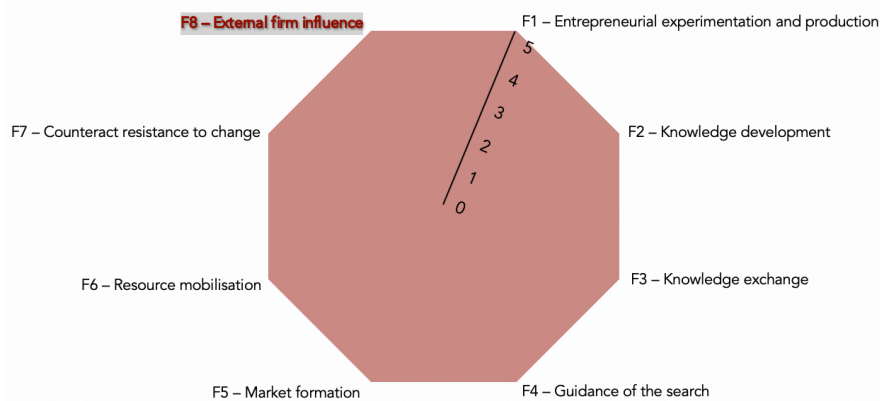 F8 – External firm influence
F1 – Entrepreneurial experimentation and production
5
4
3
2
1
0
F7 – Counteract resistance to change
F2 – Knowledge development
F6 – Resource mobilisation
F3 – Knowledge exchange
F5 – Market formation
F4 – Guidance of the search